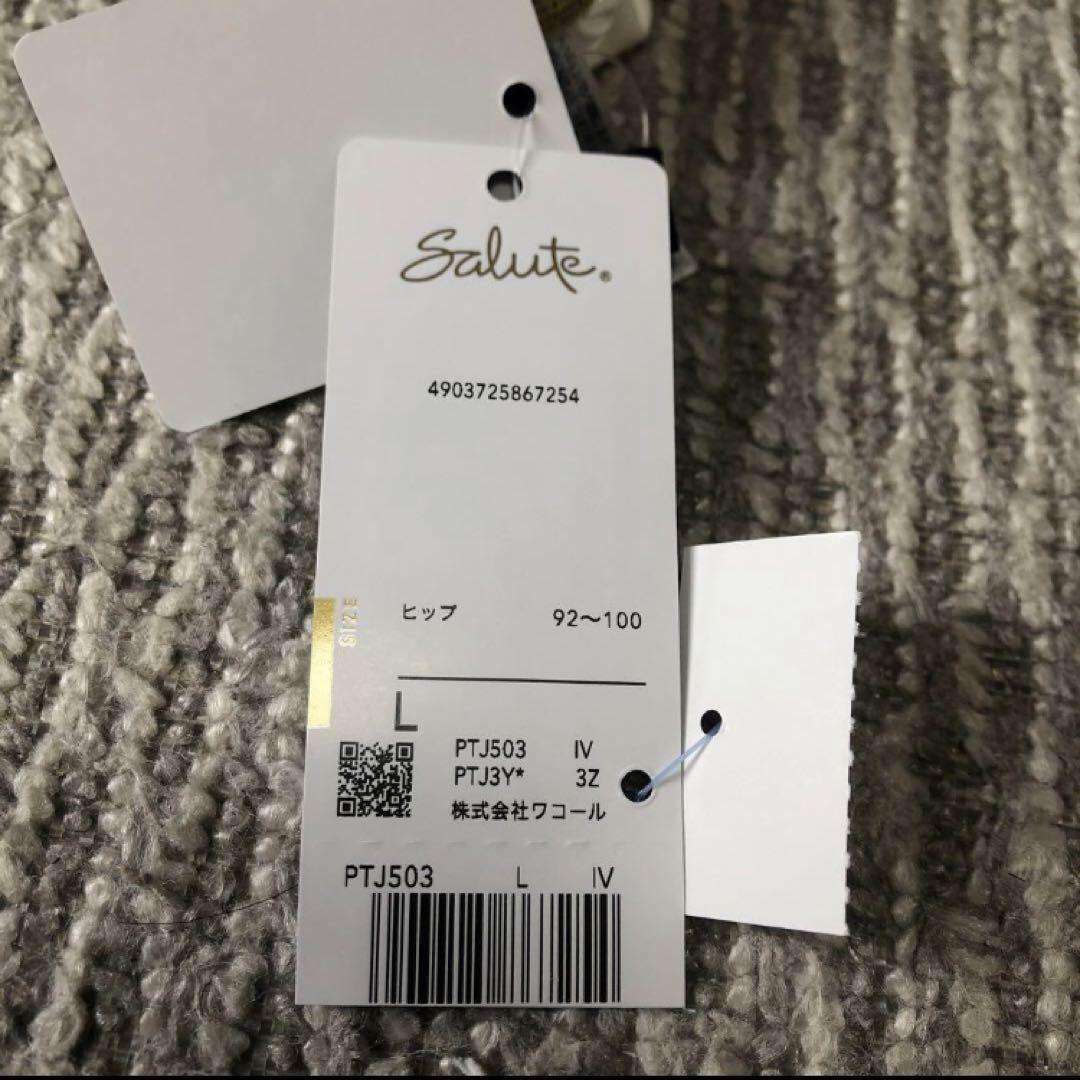 Salute®
4903725867254
SIZE
ヒップ 92～100
L
PTJ503 IV
PTJ3Y* 3Z
株式会社ワコール
PTJ503 L IV